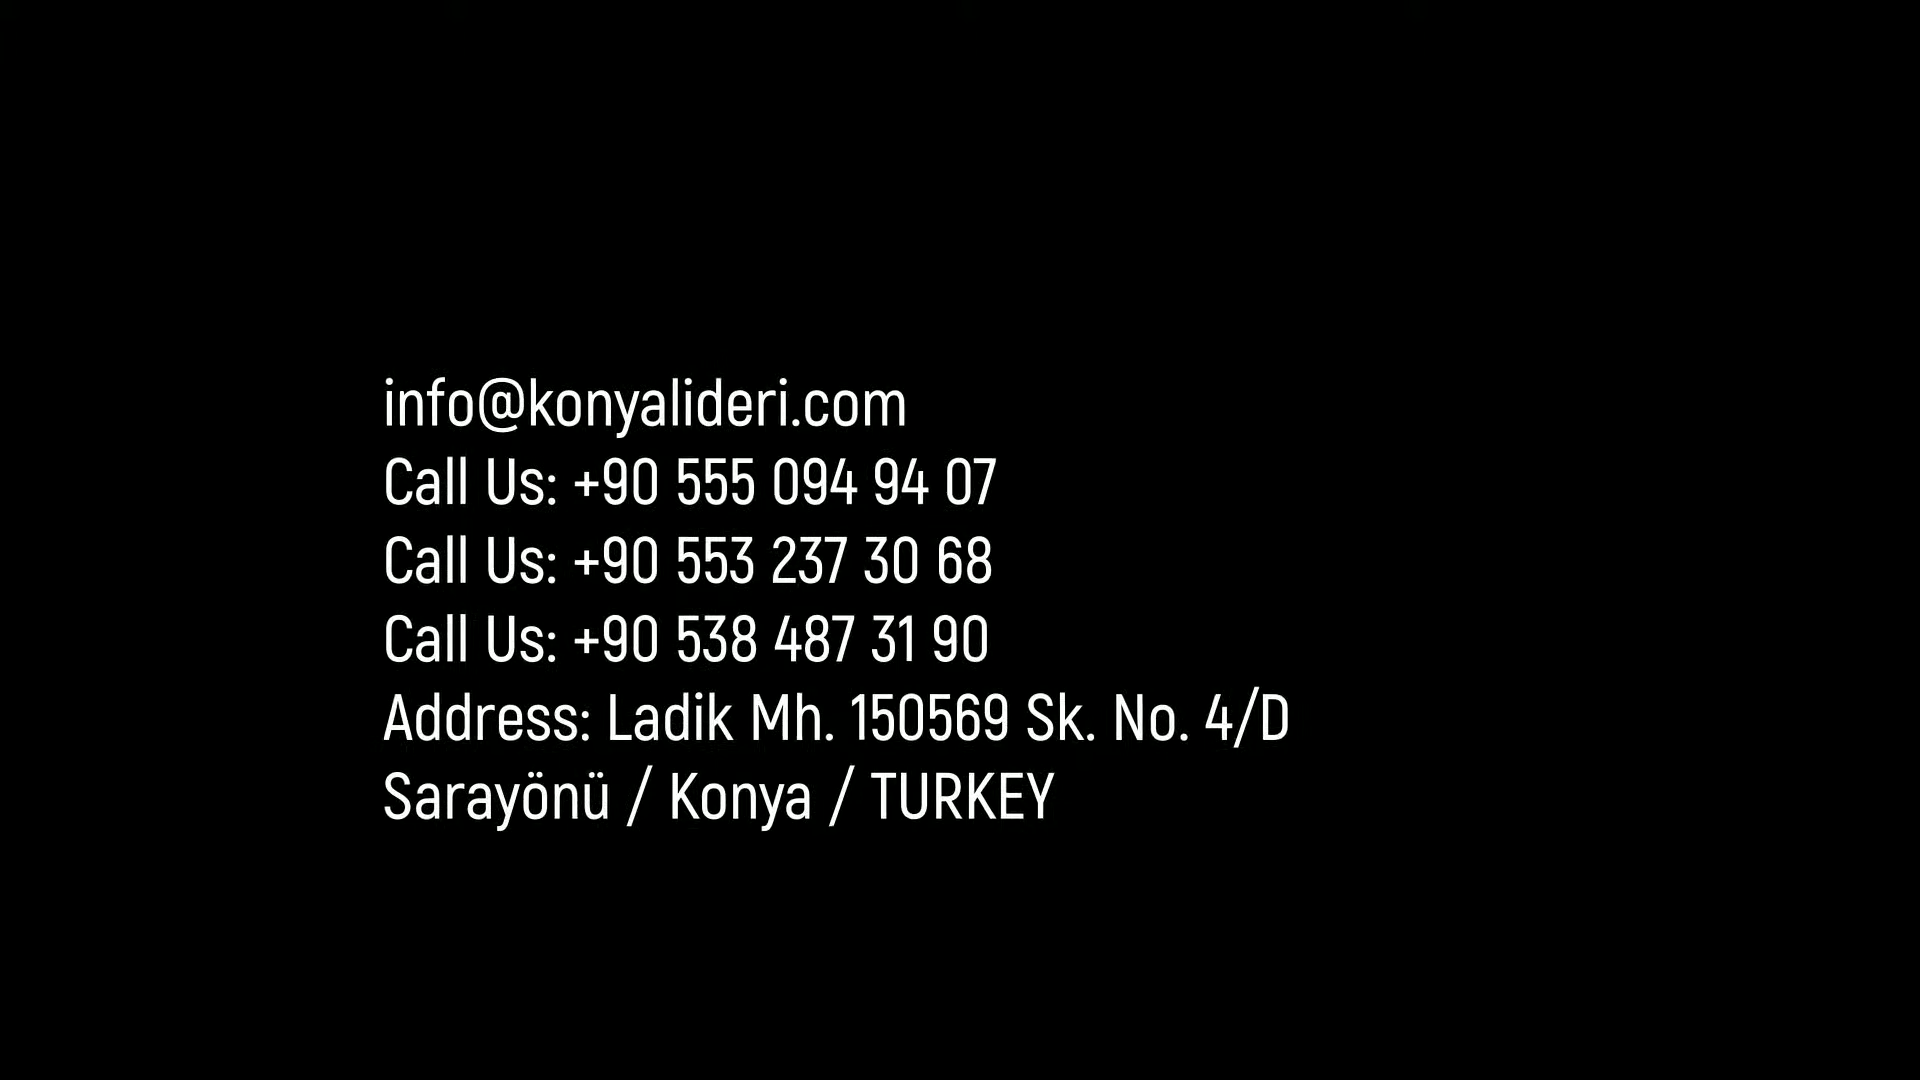 info@konyalideri.com
Call Us: +90 555 094 94 07
Call Us: +90 553 237 30 68
Call Us: +90 538 487 31 90
Address: Ladik Mh. 150569 Sk. No. 4/D
Sarayönü / Konya / TURKEY